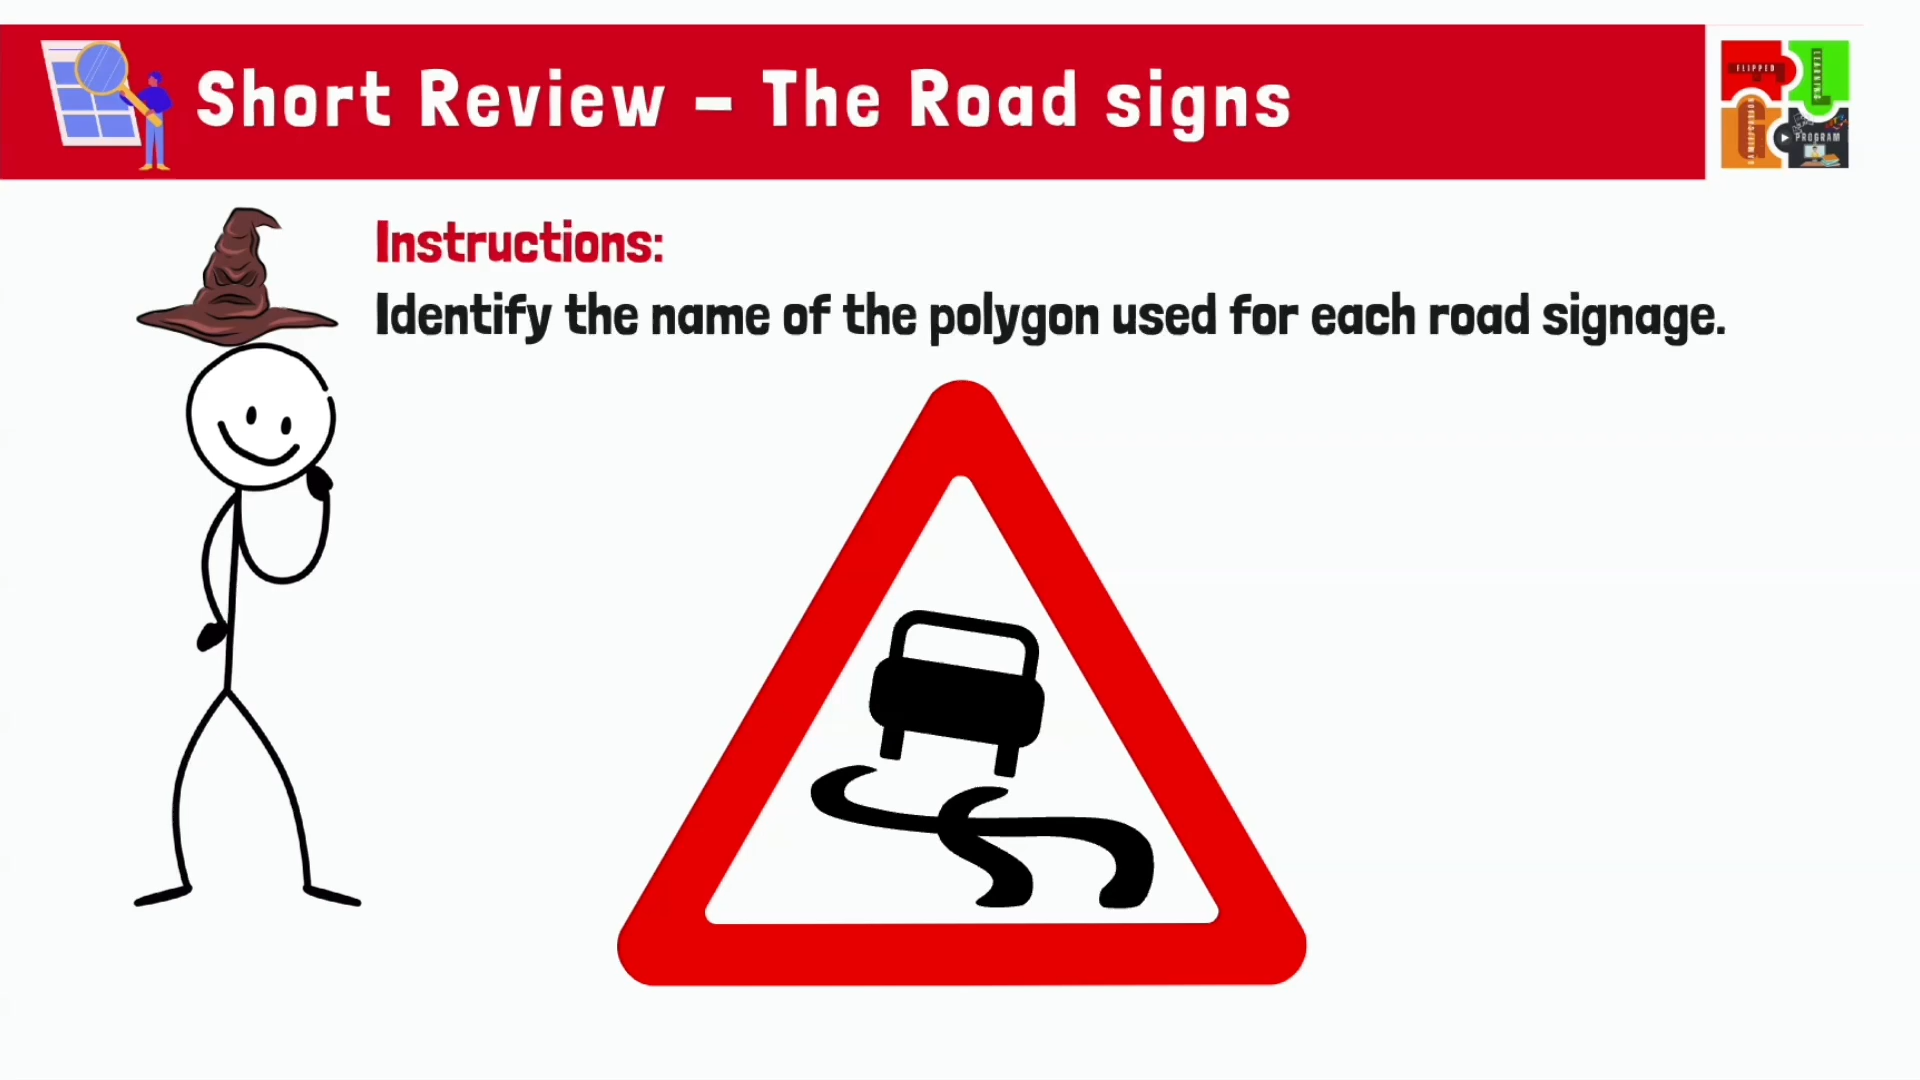 Short Review – The Road signs
FLIPPED
LEARNING
PROGRAM
Instructions:
Identify the name of the polygon used for each road signage.